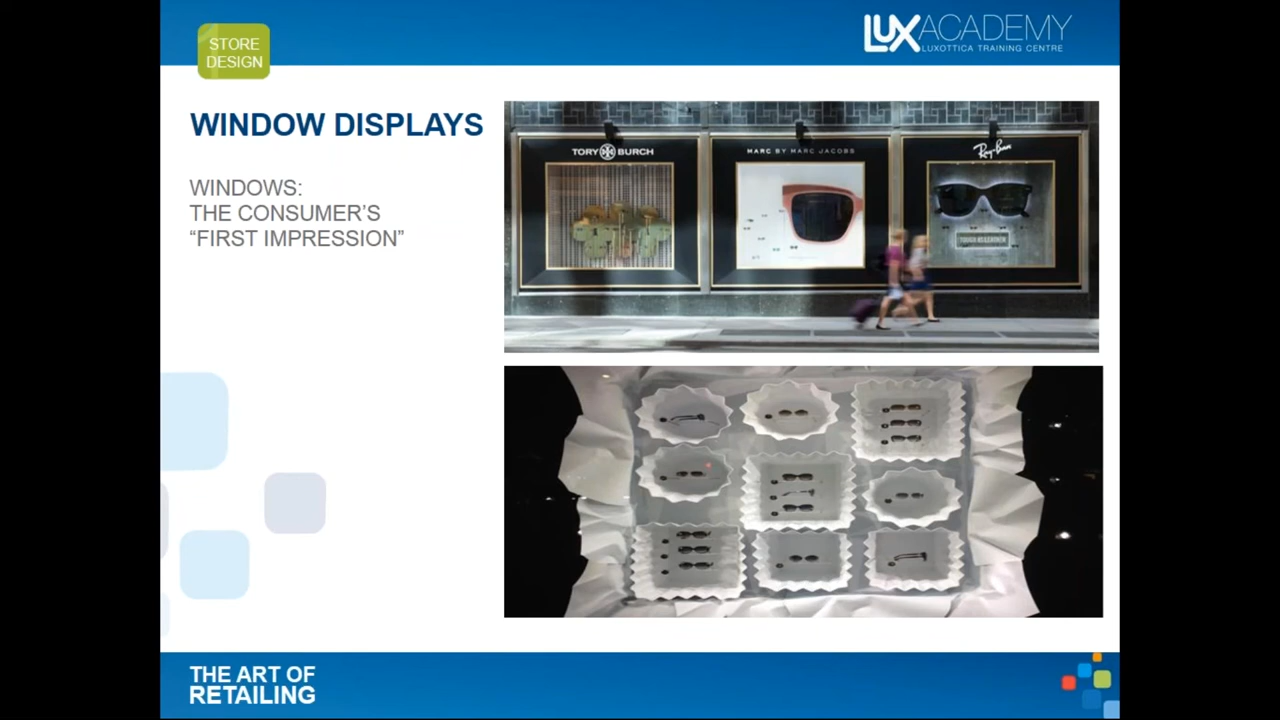 STORE
DESIGN
LUXACADEMY
LUXOTTICA TRAINING CENTRE
WINDOW DISPLAYS
WINDOWS:
THE CONSUMER’S
“FIRST IMPRESSION”
TORY BURCH
MARC BY MARC JACOBS
Ray-Ban
THE ART OF
RETAILING